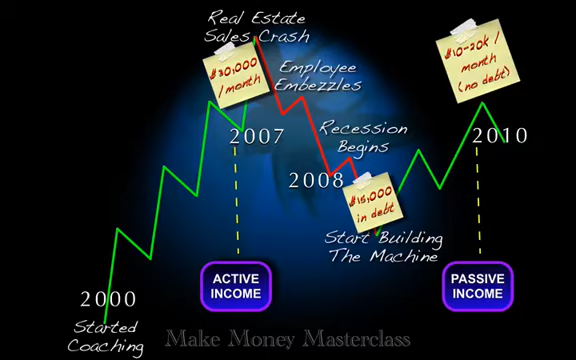 Real Estate
Sales Crash
$30,000
/month
Employee
Embezzles
2007
Recession
Begins
2008
$15,000
in debt
Start Building
The Machine
$10-20k /
month
(no debt)
2010
ACTIVE
INCOME
PASSIVE
INCOME
2000
Started
Coaching
Make Money Masterclass